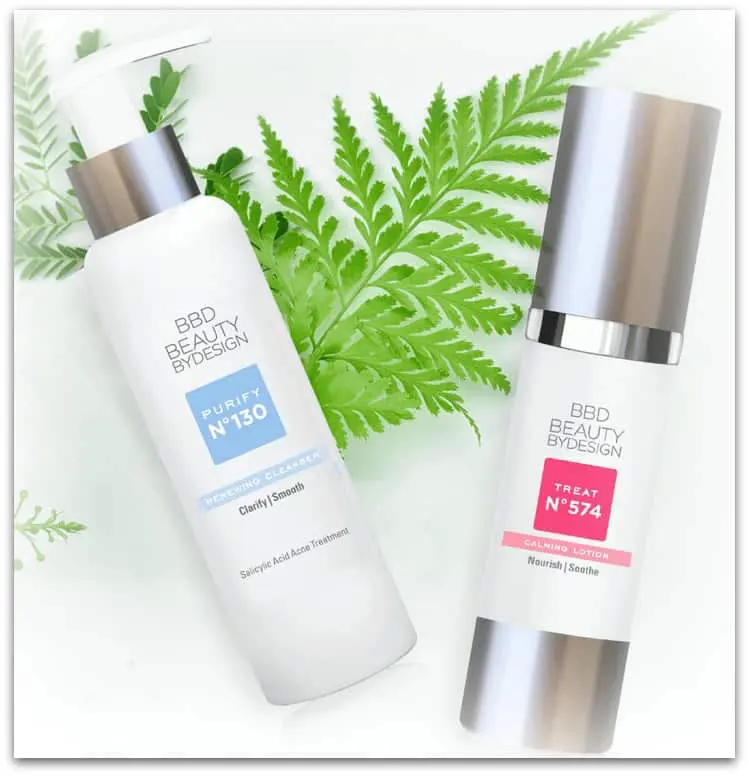 BBD
BEAUTY
BYDESIGN
PURIFY
N°130
RENEWING CLEANSER
Clarify | Smooth
Salicylic Acid Acne Treatment
BBD
BEAUTY
BYDESIGN
TREAT
N°574
CALMING LOTION
Nourish | Soothe